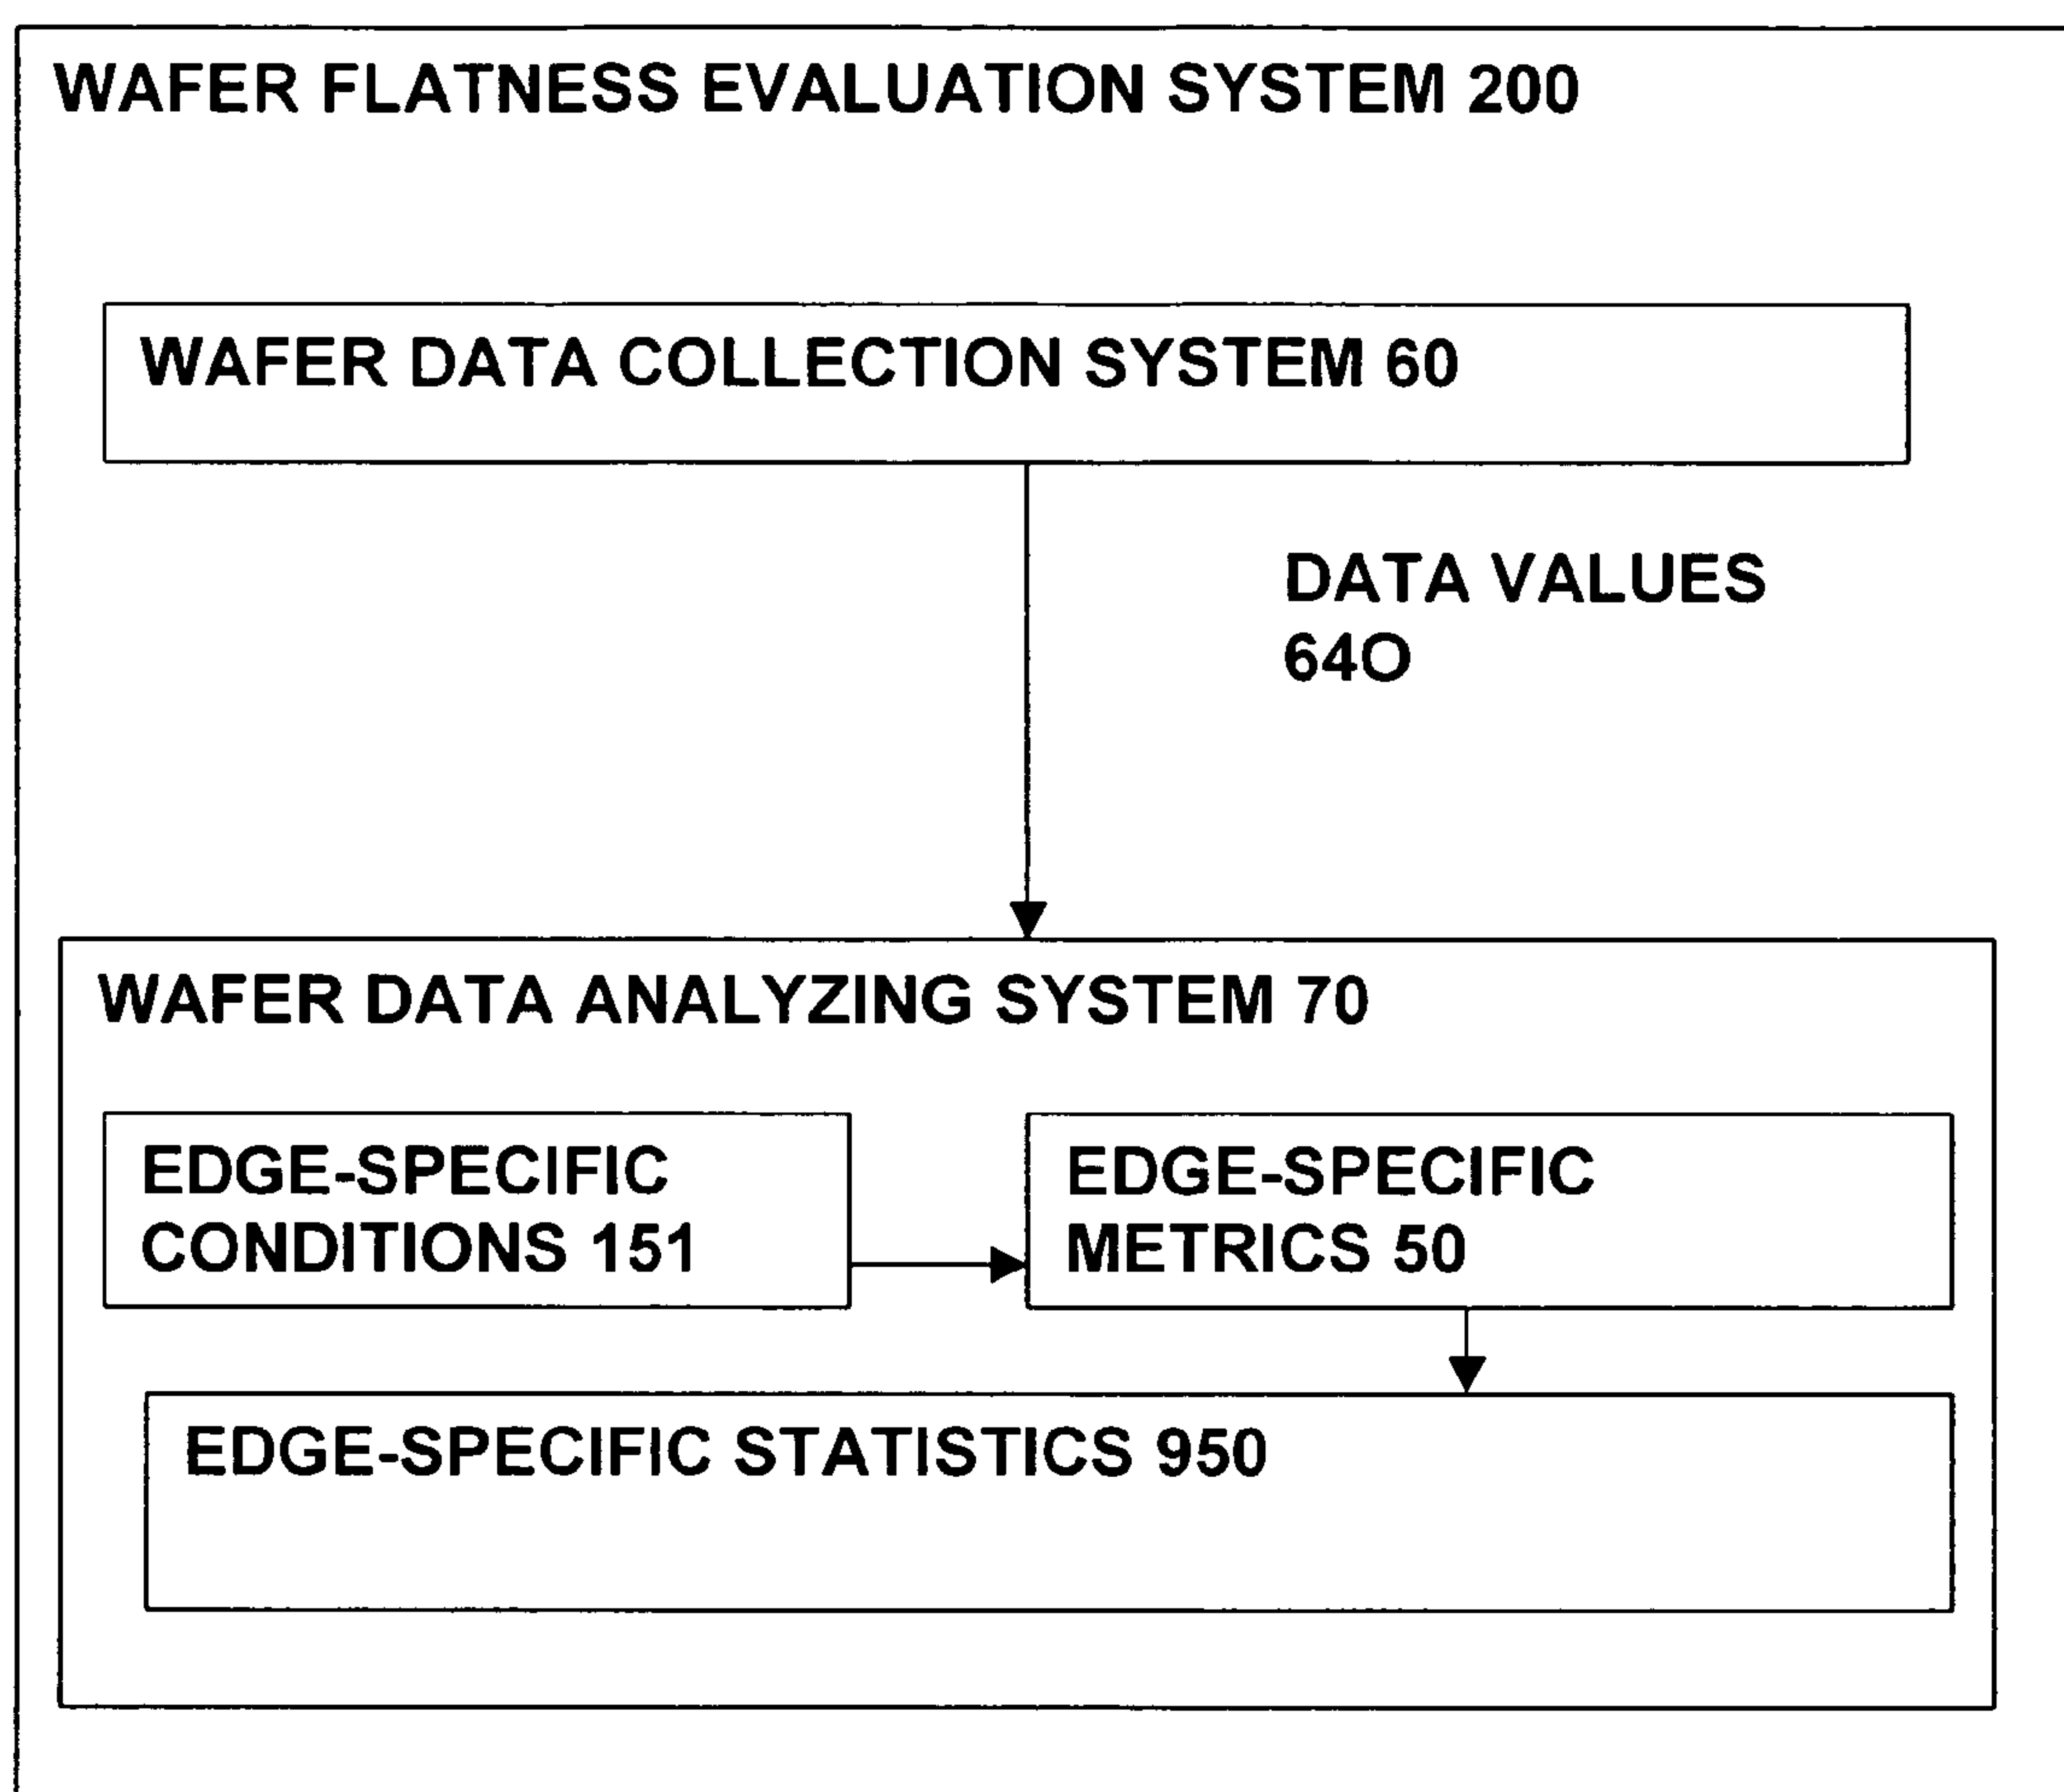 WAFER FLATNESS EVALUATION SYSTEM 200
WAFER DATA COLLECTION SYSTEM 60
DATA VALUES
64O
WAFER DATA ANALYZING SYSTEM 70
EDGE-SPECIFIC
CONDITIONS 151
EDGE-SPECIFIC
METRICS 50
EDGE-SPECIFIC STATISTICS 950